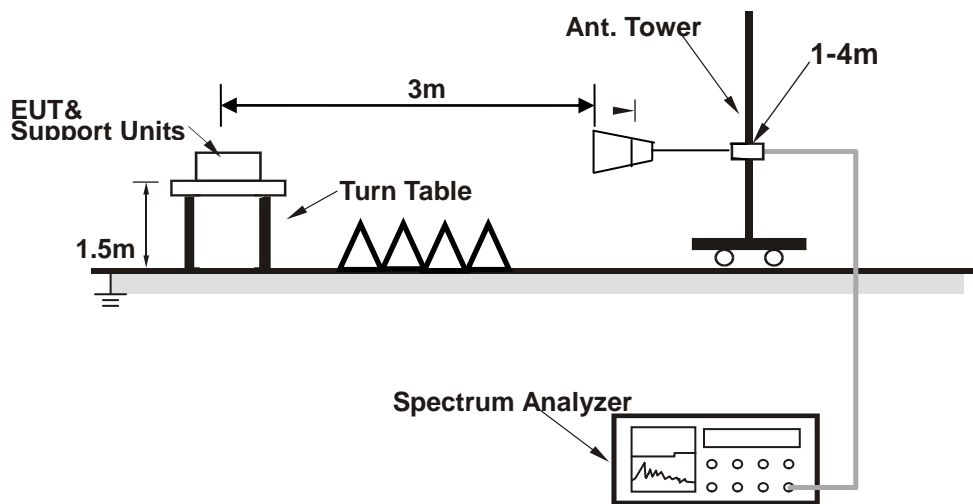 Ant. Tower
1-4m
3m
EUT&
Support Units
Turn Table
1.5m
Spectrum Analyzer